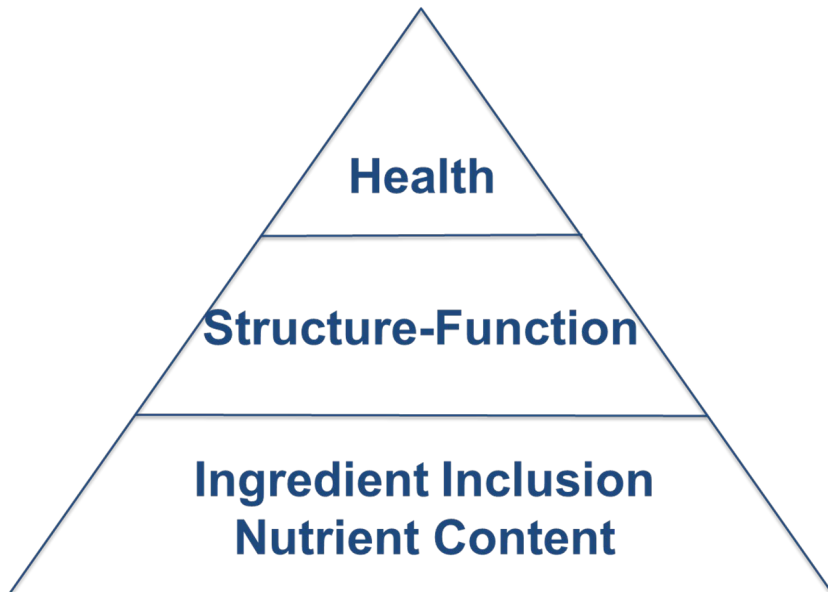 Health
Structure-Function
Ingredient Inclusion
Nutrient Content